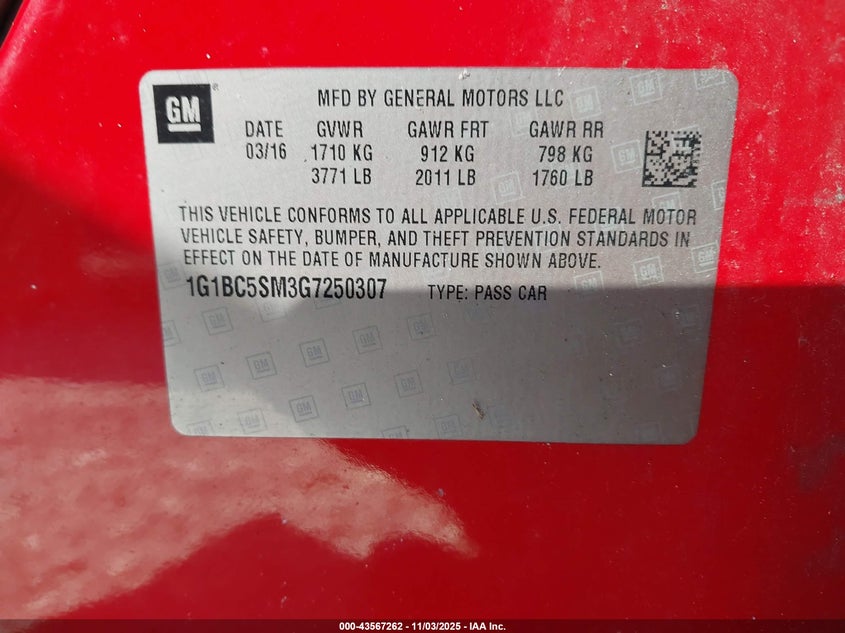 GM
MFD BY GENERAL MOTORS LLC
DATE GVWR GAWR FRT GAWR RR
03/16 1710 KG 912 KG 798 KG
3771 LB 2011 LB 1760 LB
THIS VEHICLE CONFORMS TO ALL APPLICABLE U.S. FEDERAL MOTOR
VEHICLE SAFETY, BUMPER, AND THEFT PREVENTION STANDARDS IN
EFFECT ON THE DATE OF MANUFACTURE SHOWN ABOVE.
1G1BC5SM3G7250307 TYPE: PASS CAR
000-43567262 - 11/03/2025 - IAA Inc.